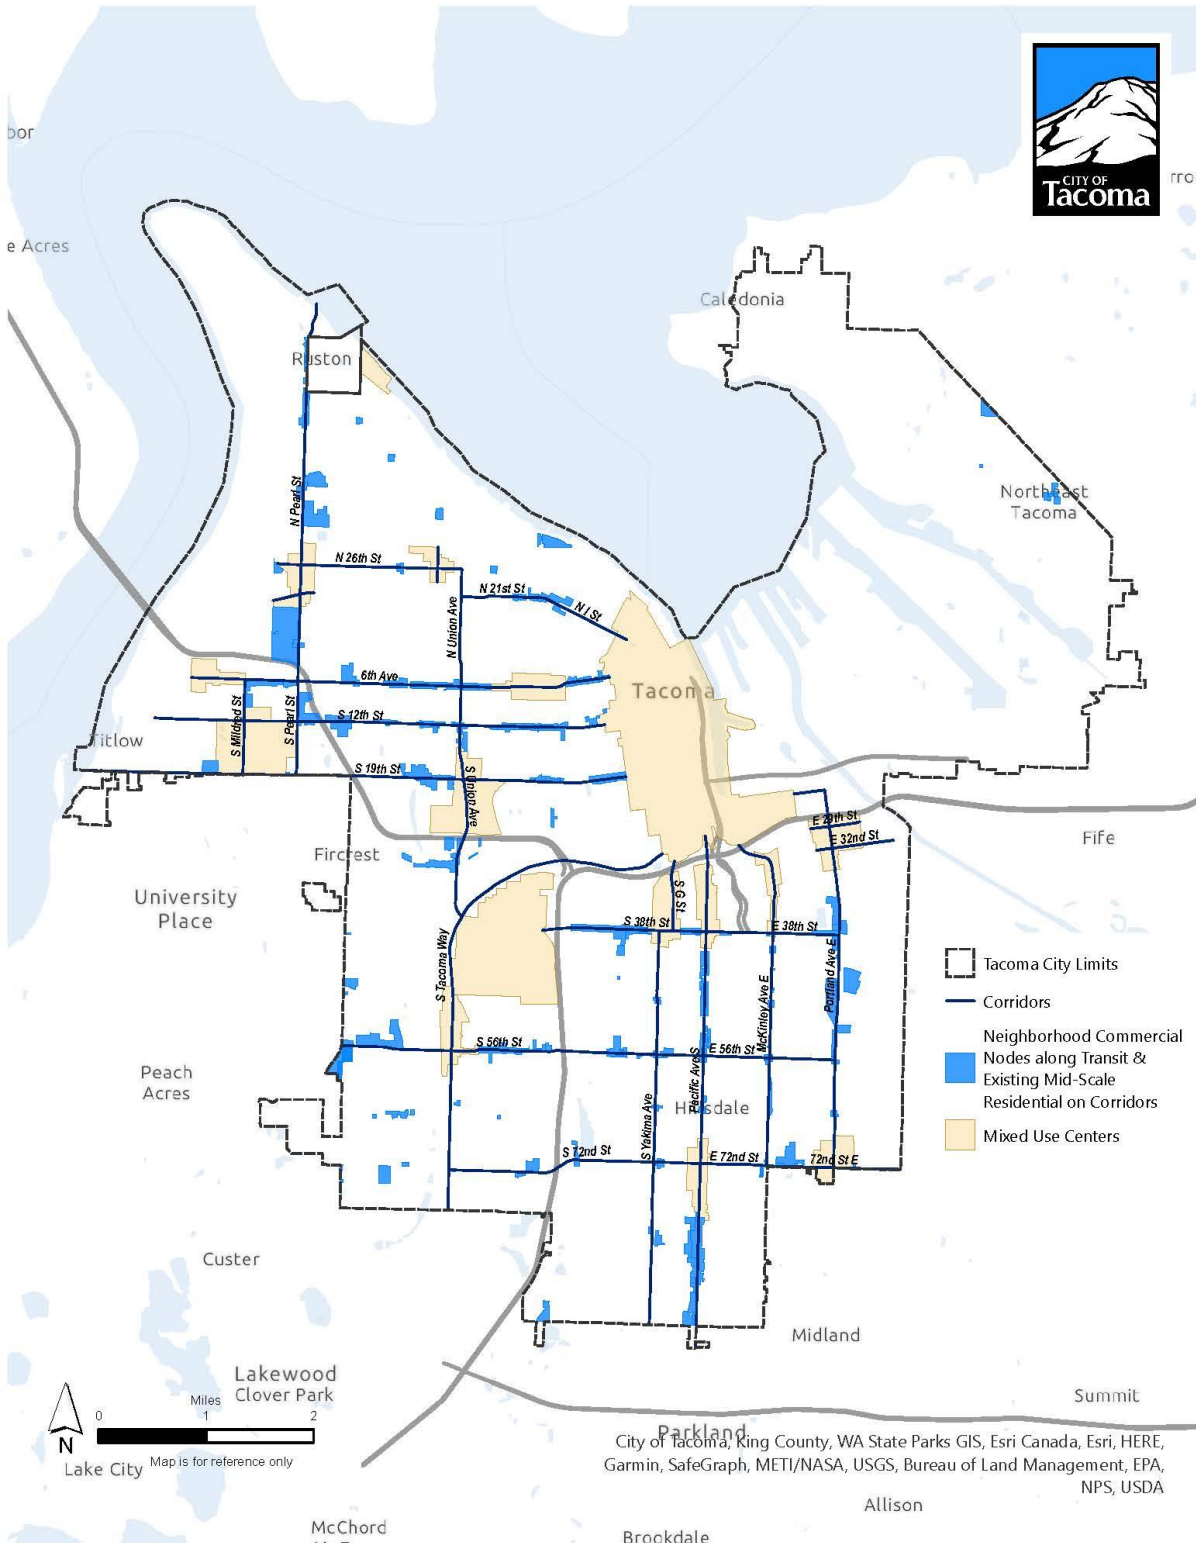 CITY OF
Tacoma
bor
rro
e Acres
Caledonia
Ruston
N Pearl St
Northeast
Tacoma
N 26th St
N 21st St
N I St
N Union Ave
6th Ave
Tacoma
S Mildred St
S Pearl St
S 12th St
Titlow
S 19th St
S Union Ave
E 29th St
E 32nd St
Fife
Fircrest
University
Place
S G St
S 38th St
E 38th St
S Tacoma Way
McKinley Ave E
Portland Ave E
Tacoma City Limits
Corridors
Neighborhood Commercial
Nodes along Transit &
Existing Mid-Scale
Residential on Corridors
Mixed Use Centers
S 56th St
E 56th St
Peach
Acres
Pacific Ave S
S Yakima Ave
Hillsdale
S 72nd St
E 72nd St
72nd St E
Custer
Midland
Lakewood
Clover Park
Summit
Miles
0 1 2
N
Map is for reference only
Lake City
Parkland
City of Tacoma, King County, WA State Parks GIS, Esri Canada, Esri, HERE,
Garmin, SafeGraph, METI/NASA, USGS, Bureau of Land Management, EPA,
NPS, USDA
Allison
McChord
Brookdale